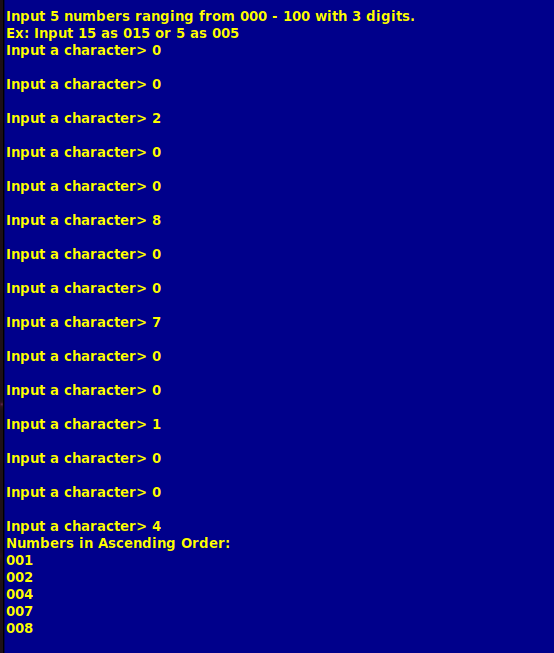 Input 5 numbers ranging from 000 - 100 with 3 digits.
Ex: Input 15 as 015 or 5 as 005
Input a character> 0
Input a character> 0
Input a character> 2
Input a character> 0
Input a character> 0
Input a character> 8
Input a character> 0
Input a character> 0
Input a character> 7
Input a character> 0
Input a character> 0
Input a character> 1
Input a character> 0
Input a character> 0
Input a character> 4
Numbers in Ascending Order:
001
002
004
007
008